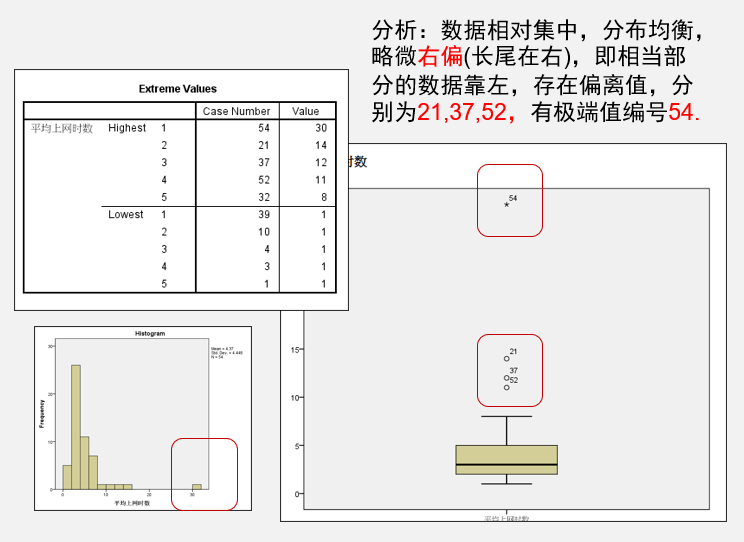 分析：数据相对集中，分布均衡，
略微右偏(长尾在右)，即相当部
分的数据靠左，存在偏离值，分
别为21,37,52，有极端值编号54.
Extreme Values
Case Number Value
平均上网时数 Highest 1 54 30
2 21 14
3 37 12
4 52 11
5 32 8
Lowest 1 39 1
2 10 1
3 4 1
4 3 1
5 1 1
时数
54
21
37
52
15
10
5
0
平均上网时数
Histogram
Mean = 4.37
Std. Dev. = 4.448
N = 54
Frequency
30
20
10
0
0 10 20 30
平均上网时数